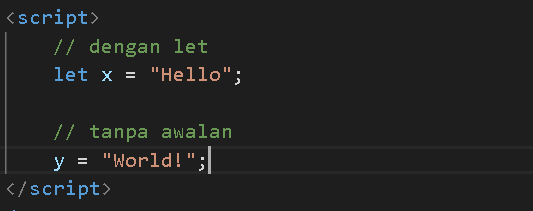 <script>
// dengan let
let x = "Hello";
// tanpa awalan
y = "World!";
</script>